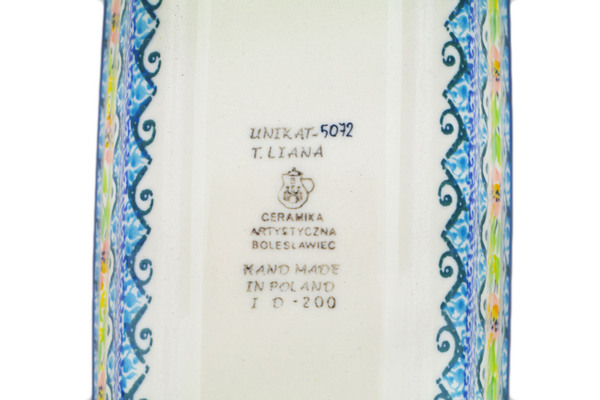 UNIKAT-5072
T. LIANA
CERAMIKA
ARTYSTYCZNA
BOLESŁAWIEC
HAND MADE
IN POLAND
I D -200